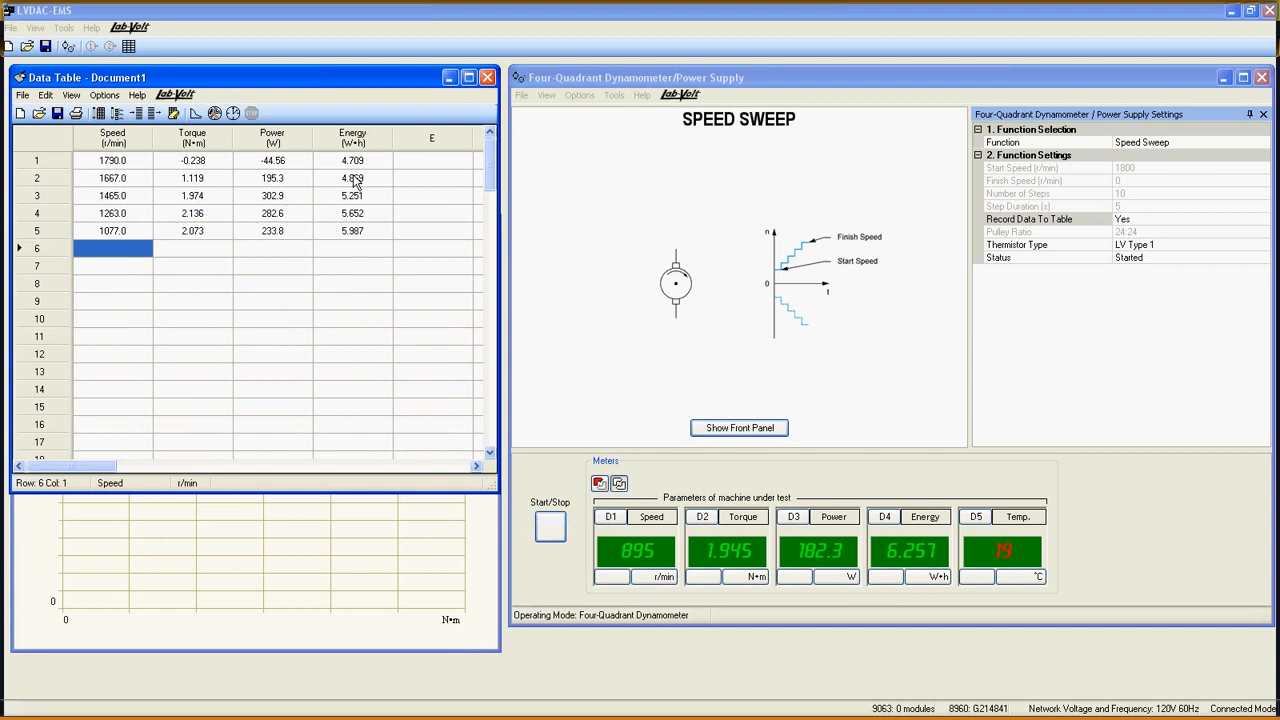 LVDAC-EMS
File View Tools Help Lab-Volt
Data Table - Document1
File Edit View Options Help Lab-Volt
Speed (r/min) Torque (N•m) Power (W) Energy (W•h) E
1 1790.0 -0.238 -44.56 4.709
2 1667.0 1.119 195.3
3 1465.0 1.974 302.9 5.251
4 1263.0 2.136 282.6 5.652
5 1077.0 2.073 233.8 5.987
6
7
8
9
10
11
12
13
14
15
16
17
Row: 6 Col: 1 Speed r/min
0
0 N•m
Four-Quadrant Dynamometer/Power Supply
File View Options Tools Help Lab-Volt
SPEED SWEEP
n
Finish Speed
Start Speed
0
t
Show Front Panel
Four-Quadrant Dynamometer / Power Supply Settings
1. Function Selection
Function Speed Sweep
2. Function Settings
Start Speed (r/min) 1800
Finish Speed (r/min) 0
Number of Steps 10
Step Duration (s) 5
Record Data To Table Yes
Pulley Ratio 24:24
Thermistor Type LV Type 1
Status Started
Meters
Start/Stop
Parameters of machine under test
D1 Speed D2 Torque D3 Power D4 Energy D5 Temp.
895 1.945 182.3 6.257 19
r/min N•m W W•h °C
Operating Mode: Four-Quadrant Dynamometer
9063: 0 modules 8960: G214841 Network Voltage and Frequency: 120V 60Hz Connected Mode